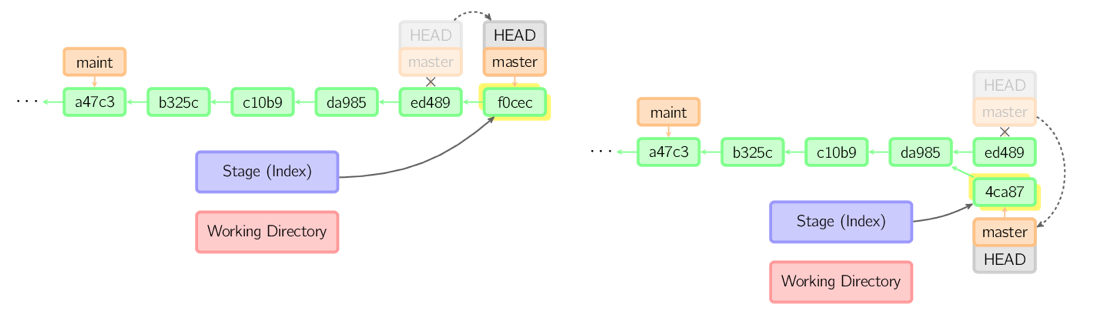 HEAD HEAD
maint master master
... a47c3 b325c c10b9 da985 ed489 f0cec
Stage (Index)
Working Directory
HEAD
maint master
... a47c3 b325c c10b9 da985 ed489
4ca87
Stage (Index) master
HEAD
Working Directory